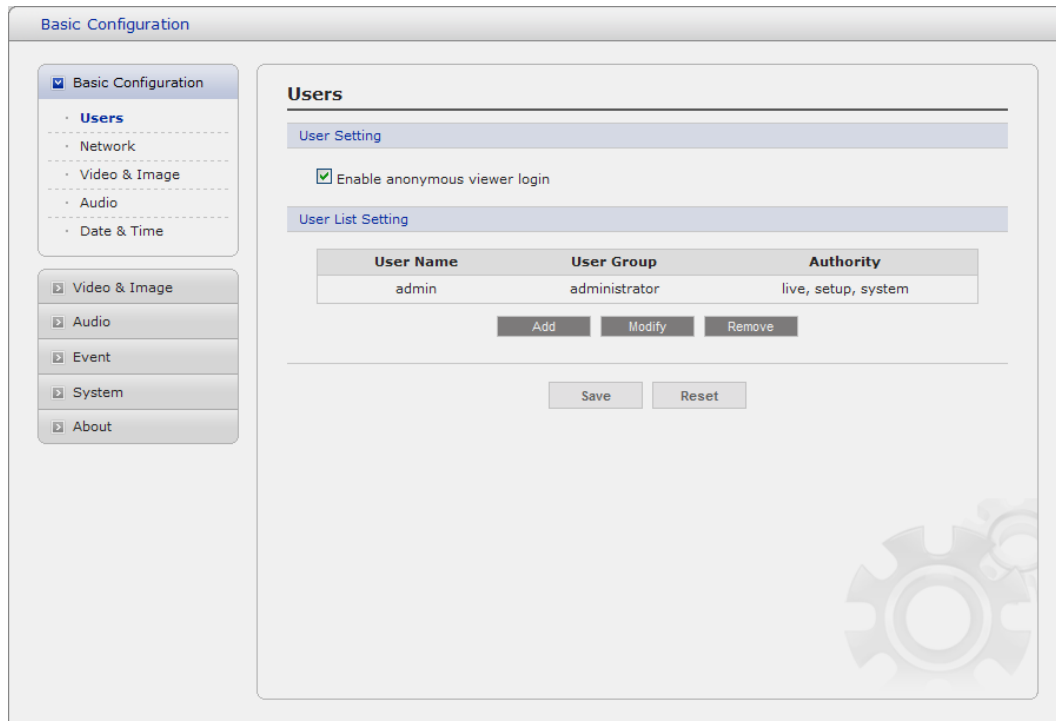 Basic Configuration
Basic Configuration
· Users
· Network
· Video & Image
· Audio
· Date & Time
Video & Image
Audio
Event
System
About
Users
User Setting
Enable anonymous viewer login
User List Setting
User Name User Group Authority
admin administrator live, setup, system
Add Modify Remove
Save Reset